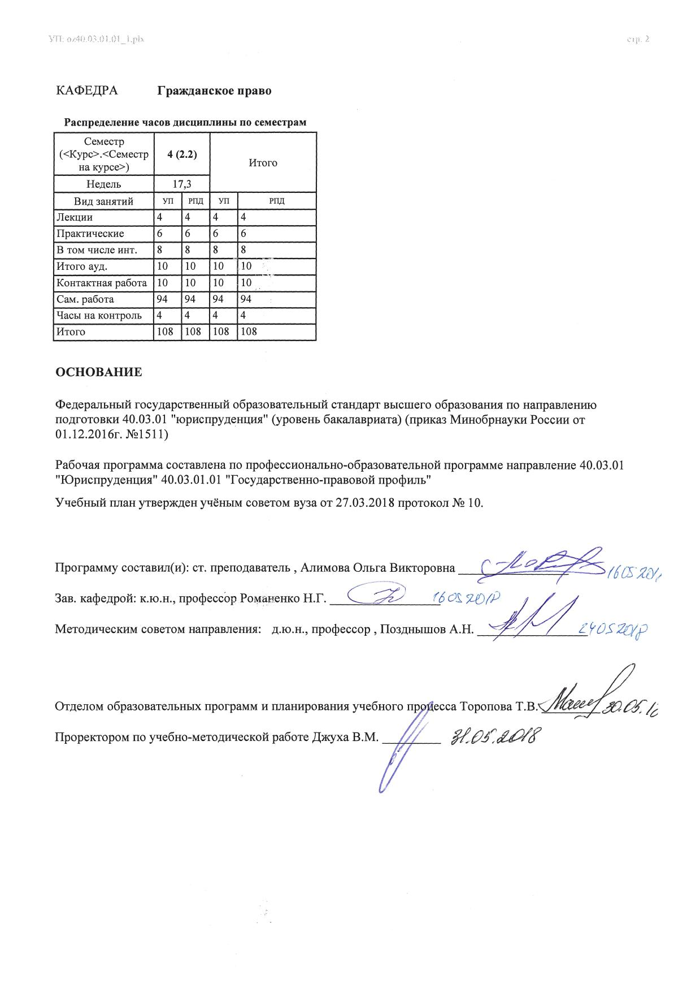 УП: oz40.03.01.01_1.plx стр. 2
КАФЕДРА Гражданское право
Распределение часов дисциплины по семестрам
Семестр
(<Курс>.<Семестр
на курсе>)
4 (2.2)
Итого
Недель 17,3
Вид занятий УП РПД УП РПД
Лекции 4 4 4 4
Практические 6 6 6 6
В том числе инт. 8 8 8 8
Итого ауд. 10 10 10 10
Контактная работа 10 10 10 10
Сам. работа 94 94 94 94
Часы на контроль 4 4 4 4
Итого 108 108 108 108
ОСНОВАНИЕ
Федеральный государственный образовательный стандарт высшего образования по направлению
подготовки 40.03.01 "юриспруденция" (уровень бакалавриата) (приказ Минобрнауки России от
01.12.2016г. №1511)
Рабочая программа составлена по профессионально-образовательной программе направление 40.03.01
"Юриспруденция" 40.03.01.01 "Государственно-правовой профиль"
Учебный план утвержден учёным советом вуза от 27.03.2018 протокол № 10.
Программу составил(и): ст. преподаватель , Алимова Ольга Викторовна 16 05 201
Зав. кафедрой: к.ю.н., профессор Романенко Н.Г. 16 05 2018
Методическим советом направления: д.ю.н., профессор , Позднышов А.Н. 24 05 2018
Отделом образовательных программ и планирования учебного процесса Торопова Т.В. 30.05.1
Проректором по учебно-методической работе Джуха В.М. 31.05.2018